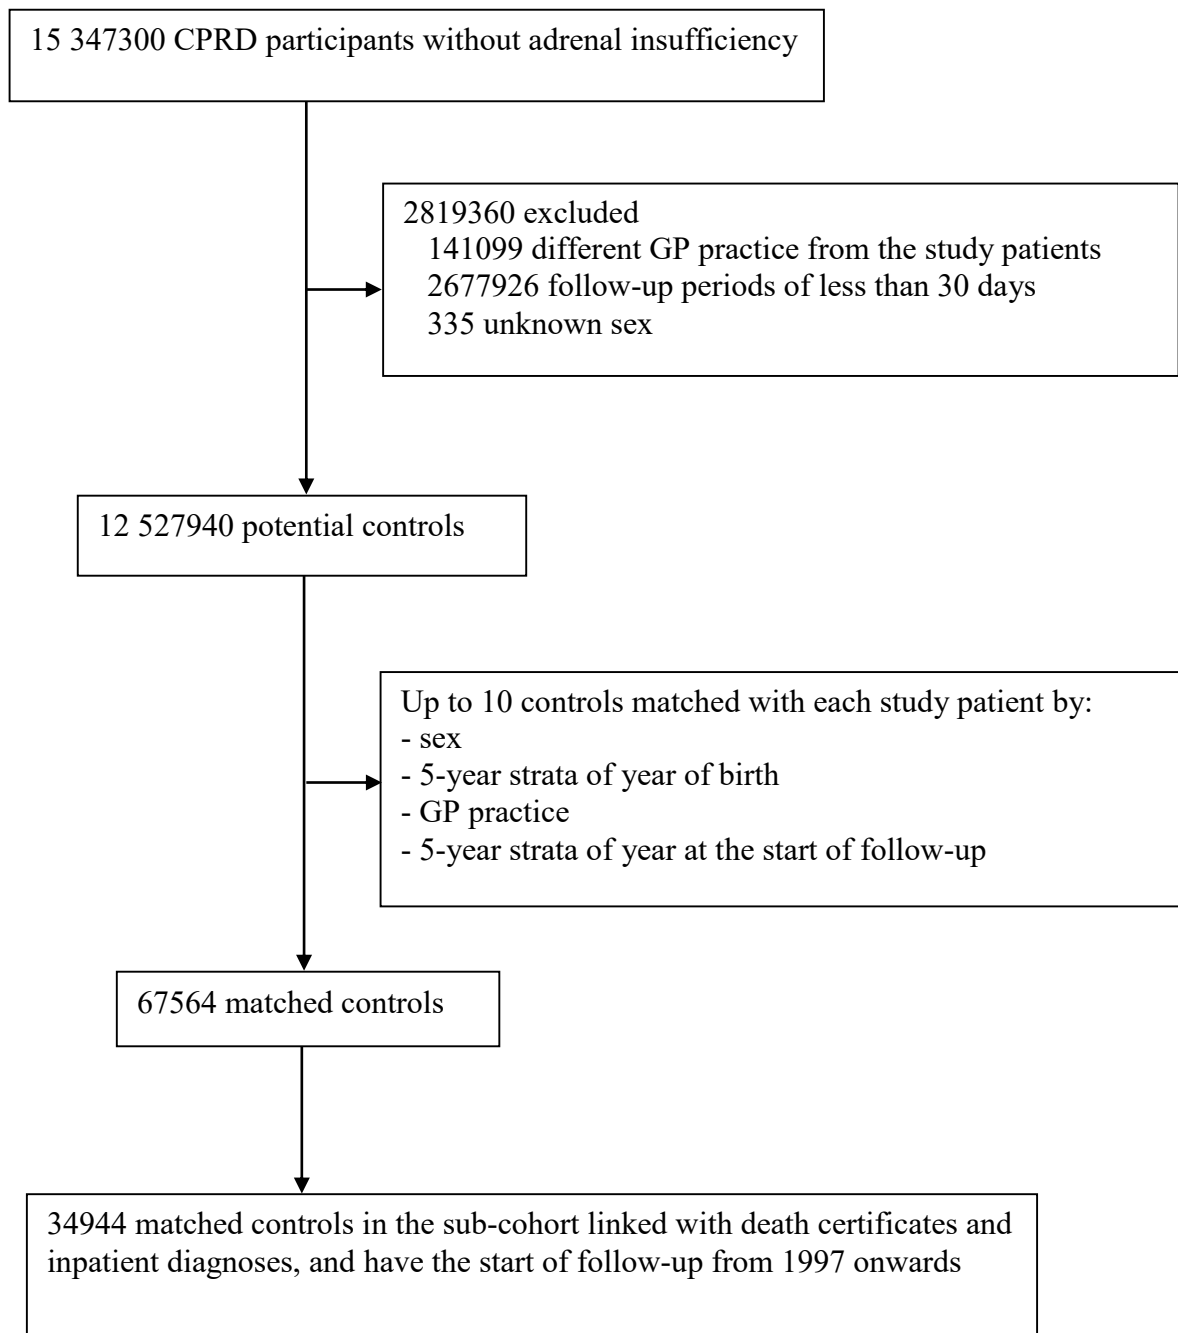 15 347300 CPRD participants without adrenal insufficiency
2819360 excluded
141099 different GP practice from the study patients
2677926 follow-up periods of less than 30 days
335 unknown sex
12 527940 potential controls
Up to 10 controls matched with each study patient by:
- sex
- 5-year strata of year of birth
- GP practice
- 5-year strata of year at the start of follow-up
67564 matched controls
34944 matched controls in the sub-cohort linked with death certificates and
inpatient diagnoses, and have the start of follow-up from 1997 onwards